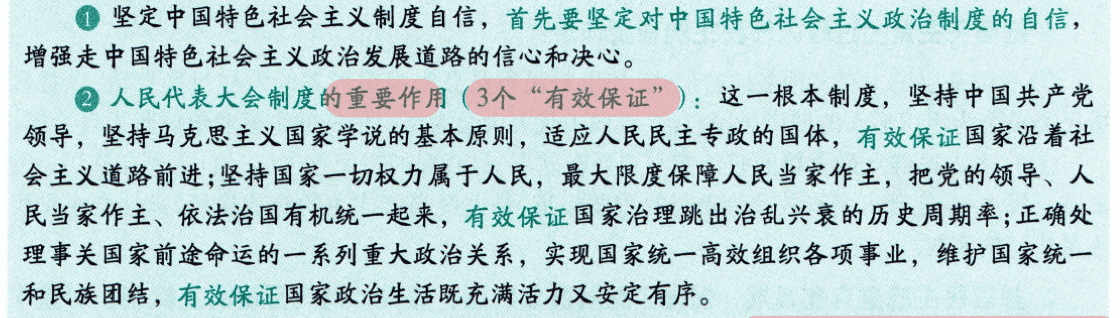 ❶ 坚定中国特色社会主义制度自信，首先要坚定对中国特色社会主义政治制度的自信，
增强走中国特色社会主义政治发展道路的信心和决心。
❷ 人民代表大会制度的重要作用（3个“有效保证”）：这一根本制度，坚持中国共产党
领导，坚持马克思主义国家学说的基本原则，适应人民民主专政的国体，有效保证国家沿着社
会主义道路前进；坚持国家一切权力属于人民，最大限度保障人民当家作主，把党的领导、人
民当家作主、依法治国有机统一起来，有效保证国家治理跳出治乱兴衰的历史周期率；正确处
理事关国家前途命运的一系列重大政治关系，实现国家统一高效组织各项事业，维护国家统一
和民族团结，有效保证国家政治生活既充满活力又安定有序。